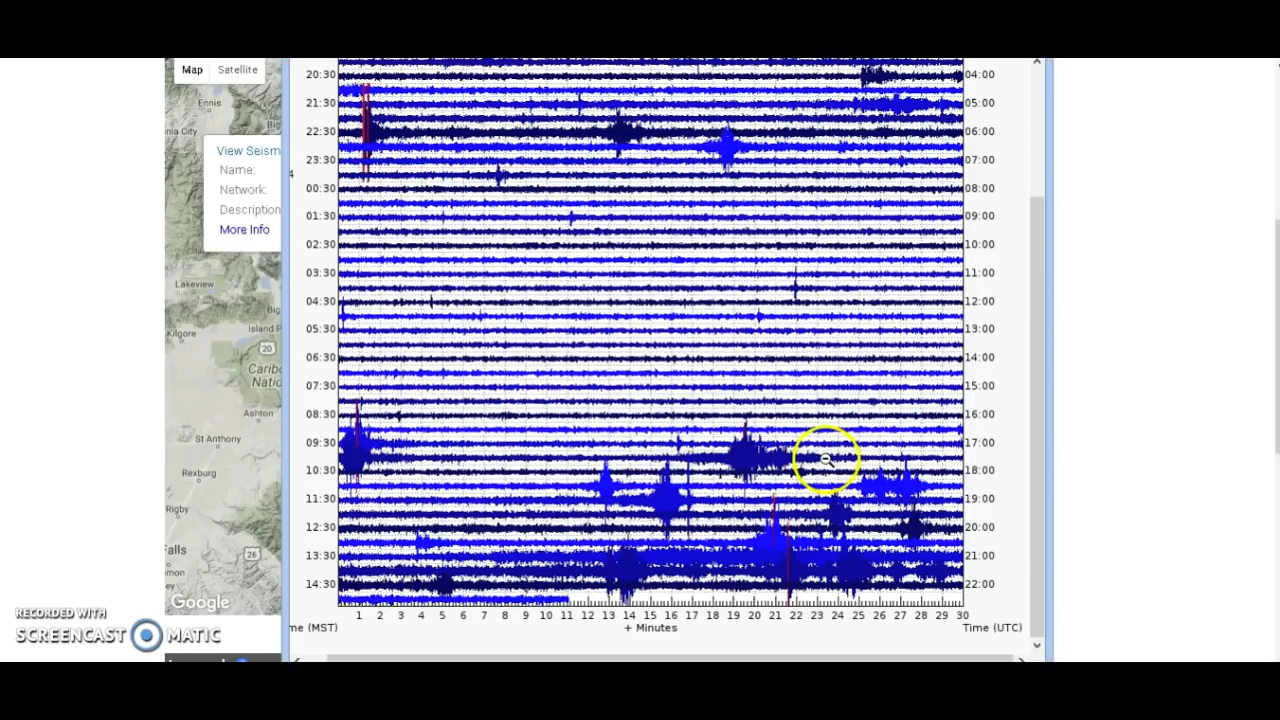 Map Satellite
Ennis
nia City
Big
View Seism
Name:
Network:
Description
More Info
Lakeview
Big
Kilgore
Island P
20
Caribo
Natio
Ashton
St Anthony
Rexburg
Rigby
Falls
26
mon
Google
20:30 04:00
21:30 05:00
22:30 06:00
23:30 07:00
4
00:30 08:00
01:30 09:00
02:30 10:00
03:30 11:00
04:30 12:00
05:30 13:00
06:30 14:00
07:30 15:00
08:30 16:00
09:30 17:00
10:30 18:00
11:30 19:00
12:30 20:00
13:30 21:00
14:30 22:00
1 2 3 4 5 6 7 8 9 10 11 12 13 14 15 16 17 18 19 20 21 22 23 24 25 26 27 28 29 30
me (MST) + Minutes Time (UTC)
RECORDED WITH
SCREENCAST MATIC